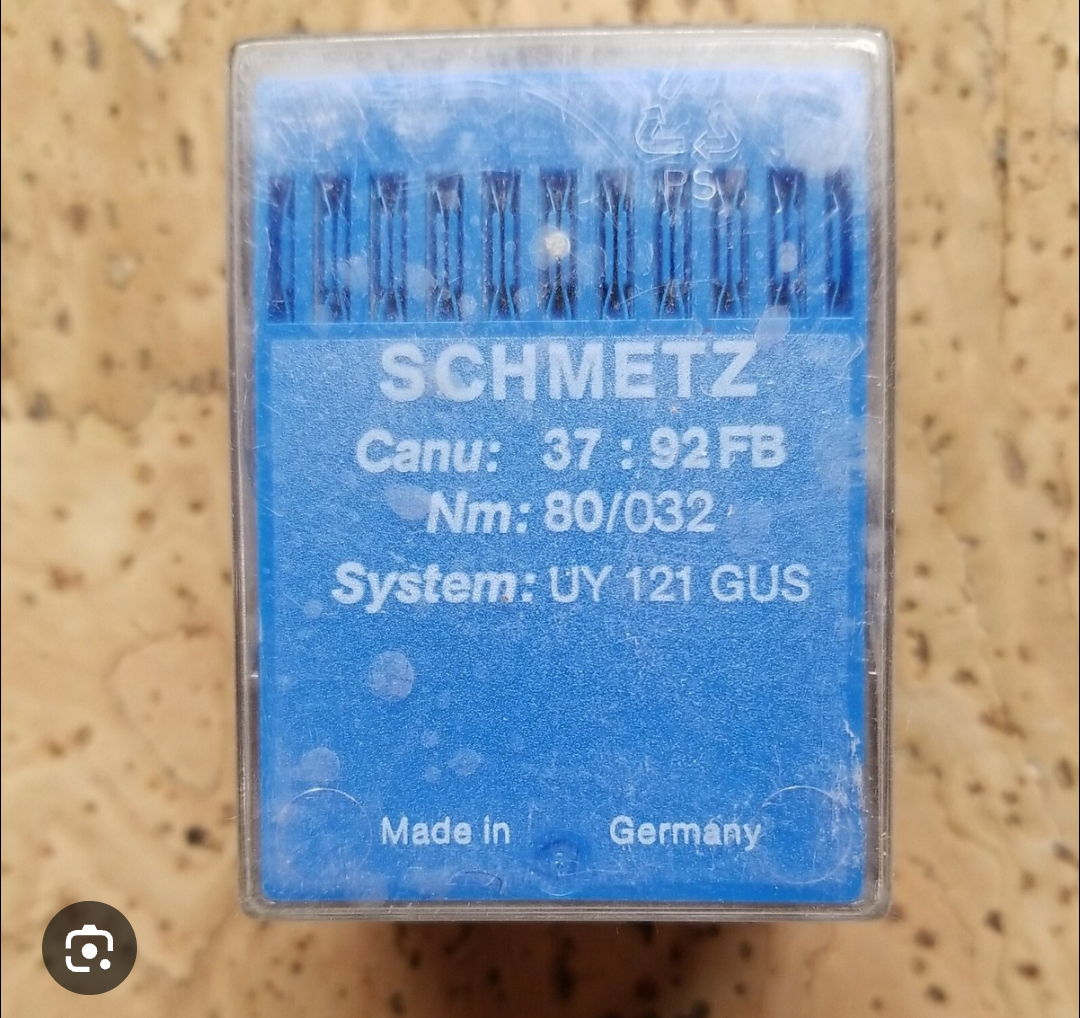 PS
SCHMETZ
Canu: 37 : 92 FB
Nm: 80/032
System: UY 121 GUS
Made in Germany